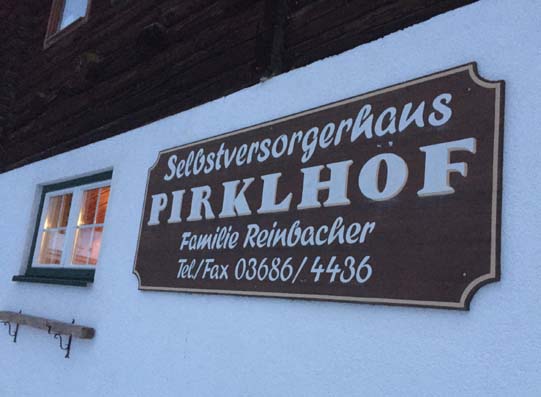 Selbstversorgerhaus
PIRKLHOF
Familie Reinbacher
Tel./Fax 03686/4436